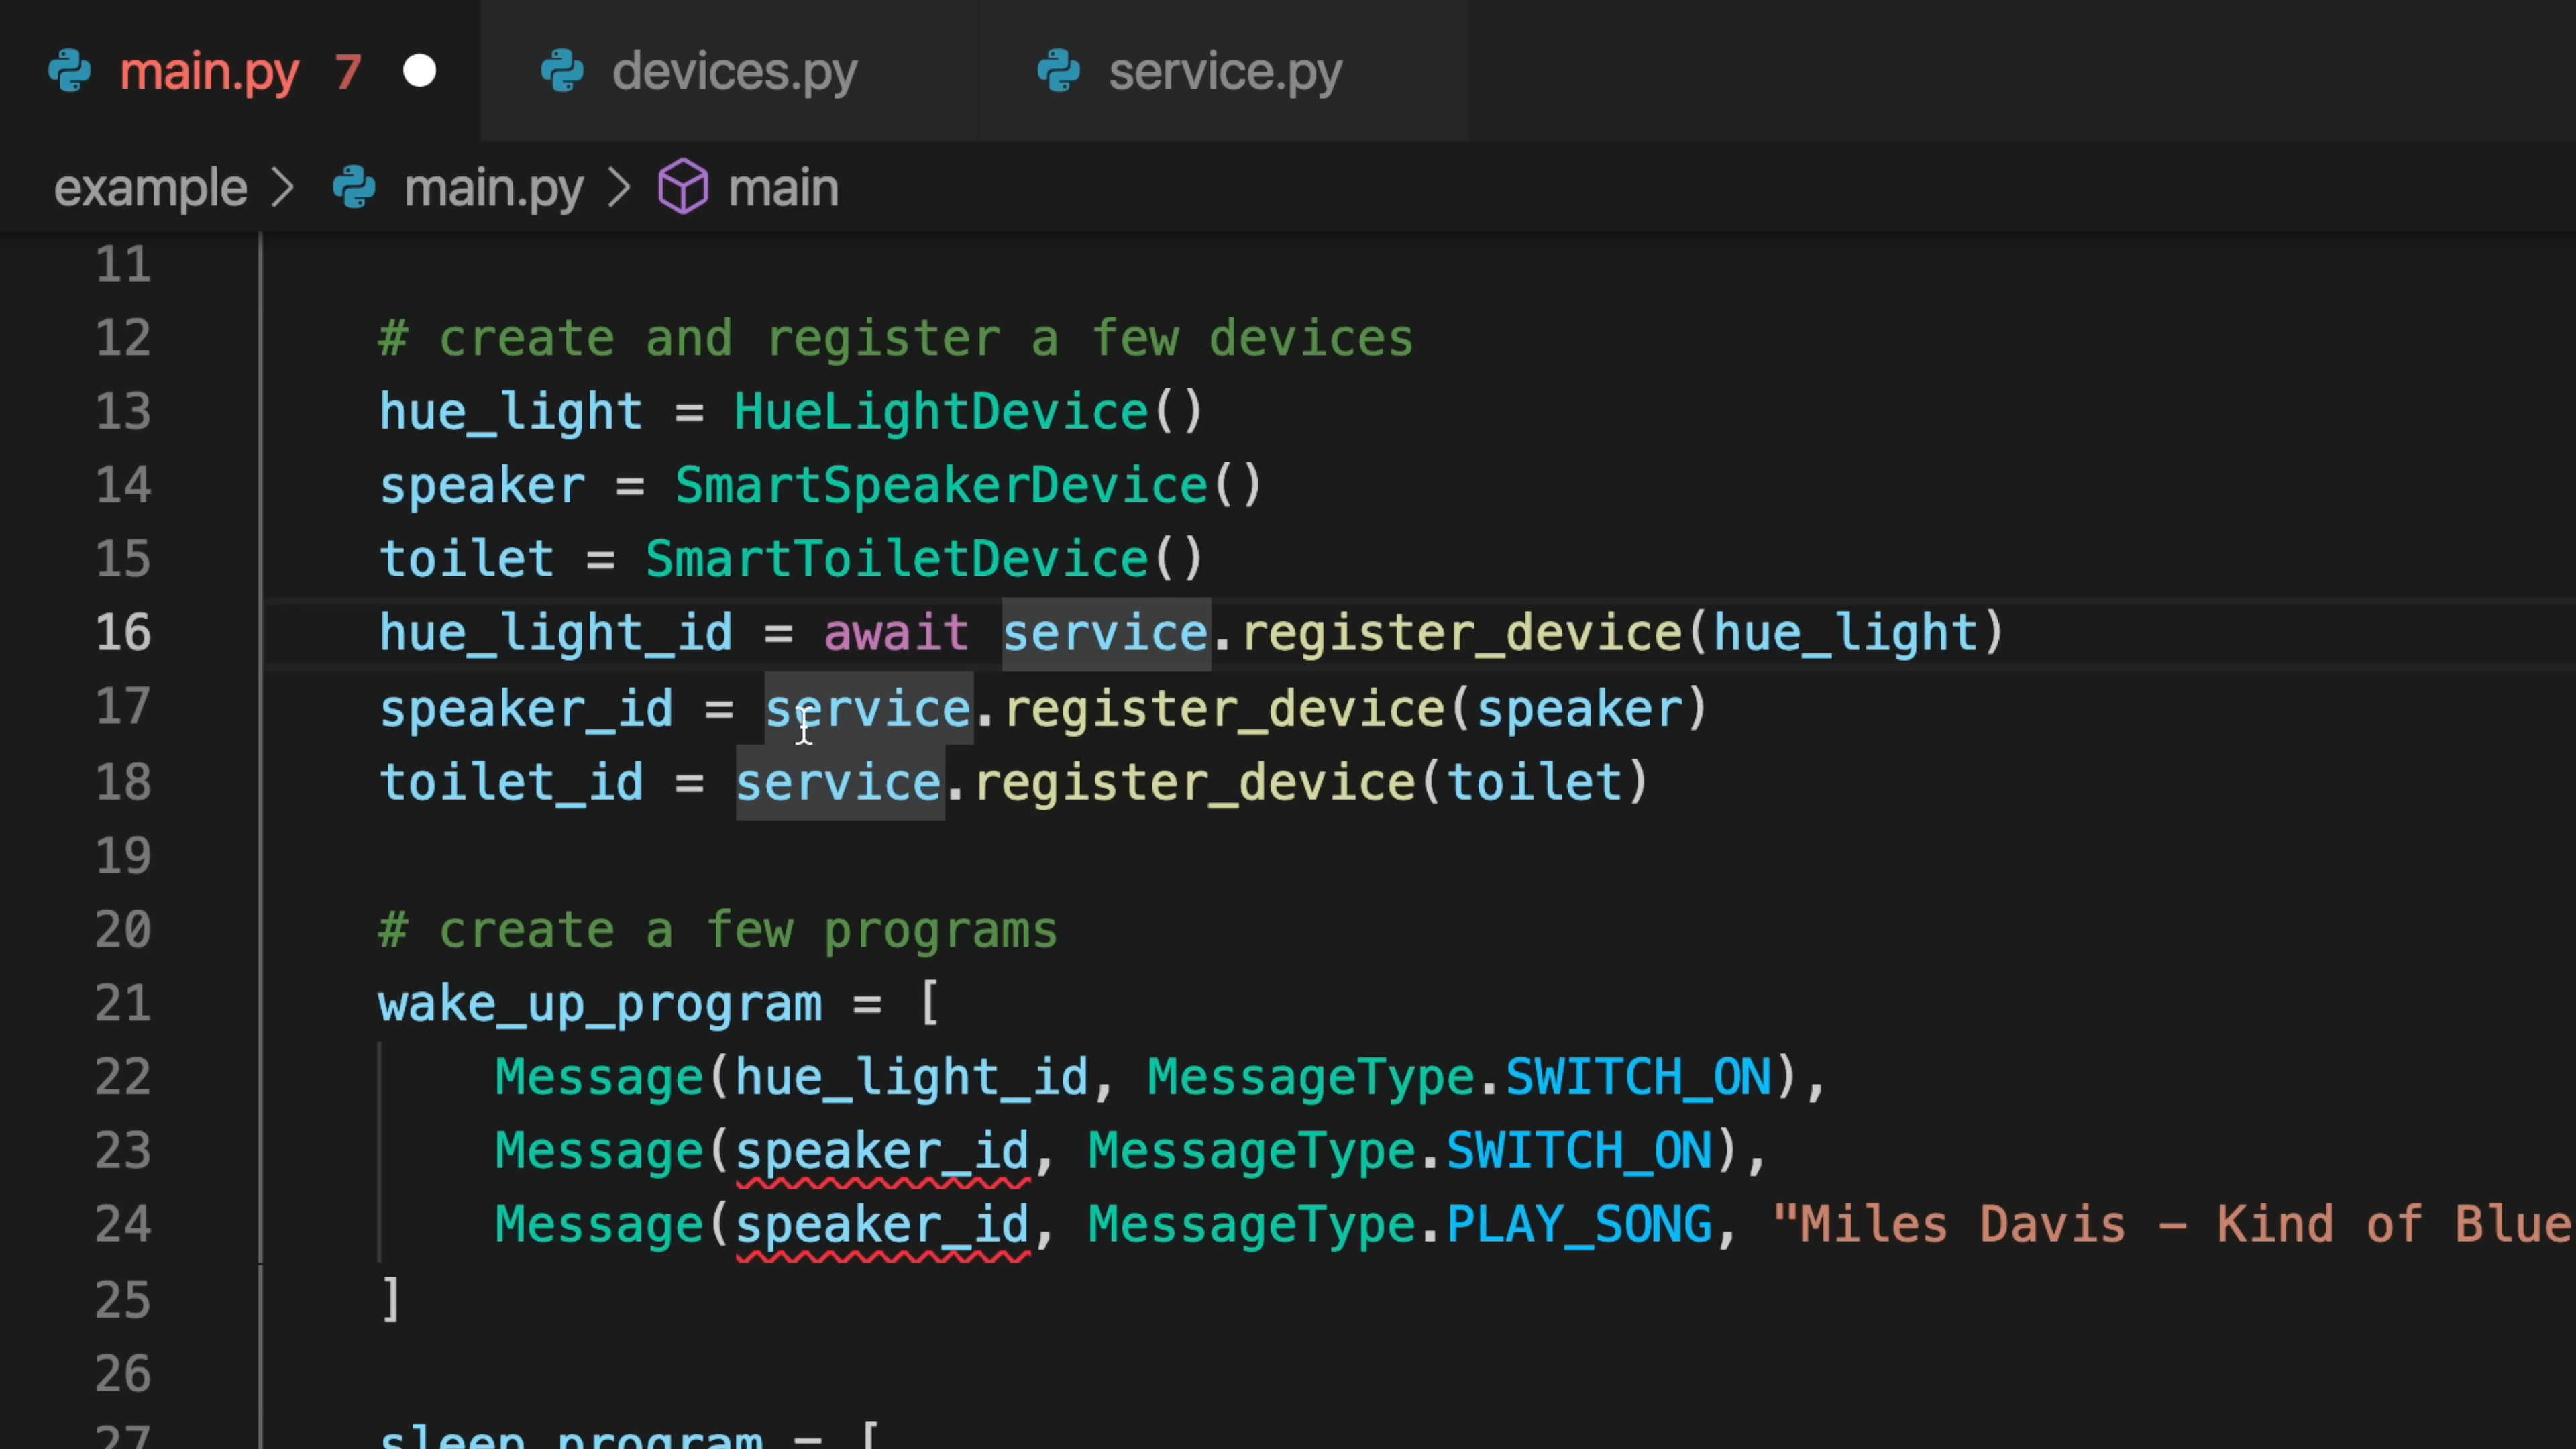 main.py 7 devices.py service.py
example > main.py > main
11
12 # create and register a few devices
13 hue_light = HueLightDevice()
14 speaker = SmartSpeakerDevice()
15 toilet = SmartToiletDevice()
16 hue_light_id = await service.register_device(hue_light)
17 speaker_id = service.register_device(speaker)
18 toilet_id = service.register_device(toilet)
19
20 # create a few programs
21 wake_up_program = [
22 Message(hue_light_id, MessageType.SWITCH_ON),
23 Message(speaker_id, MessageType.SWITCH_ON),
24 Message(speaker_id, MessageType.PLAY_SONG, "Miles Davis – Kind of Blue
25 ]
26
27 sleep_program = [